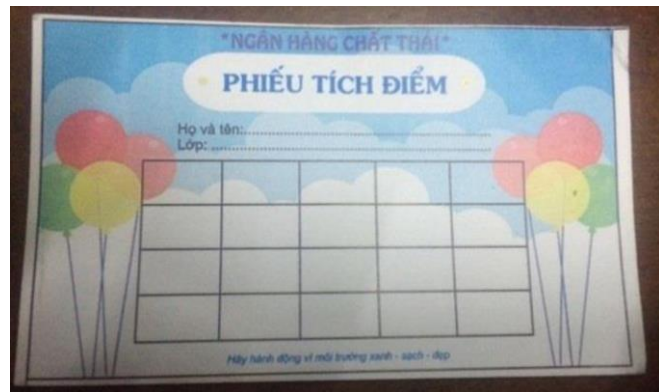 "NGÂN HÀNG CHẤT THẢI"
PHIẾU TÍCH ĐIỂM
Họ và tên:................................................
Lớp: ................................................
Hãy hành động vì môi trường xanh - sạch - đẹp